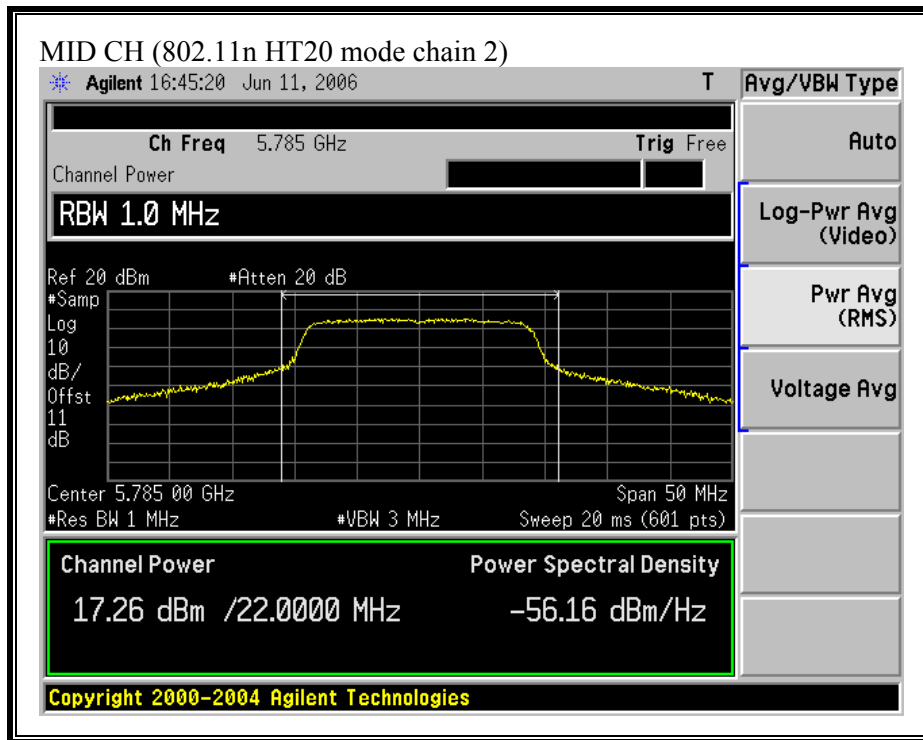 MID CH (802.11n HT20 mode chain 2)
Agilent 16:45:20 Jun 11, 2006 T
Avg/VBW Type
Ch Freq 5.785 GHz Trig Free
Channel Power
Auto
RBW 1.0 MHz
Log-Pwr Avg
(Video)
Ref 20 dBm #Atten 20 dB
#Samp
Log
10
dB/
Offst
11
dB
Pwr Avg
(RMS)
Voltage Avg
Center 5.785 00 GHz Span 50 MHz
#Res BW 1 MHz #VBW 3 MHz Sweep 20 ms (601 pts)
Channel Power Power Spectral Density
17.26 dBm /22.0000 MHz -56.16 dBm/Hz
Copyright 2000-2004 Agilent Technologies